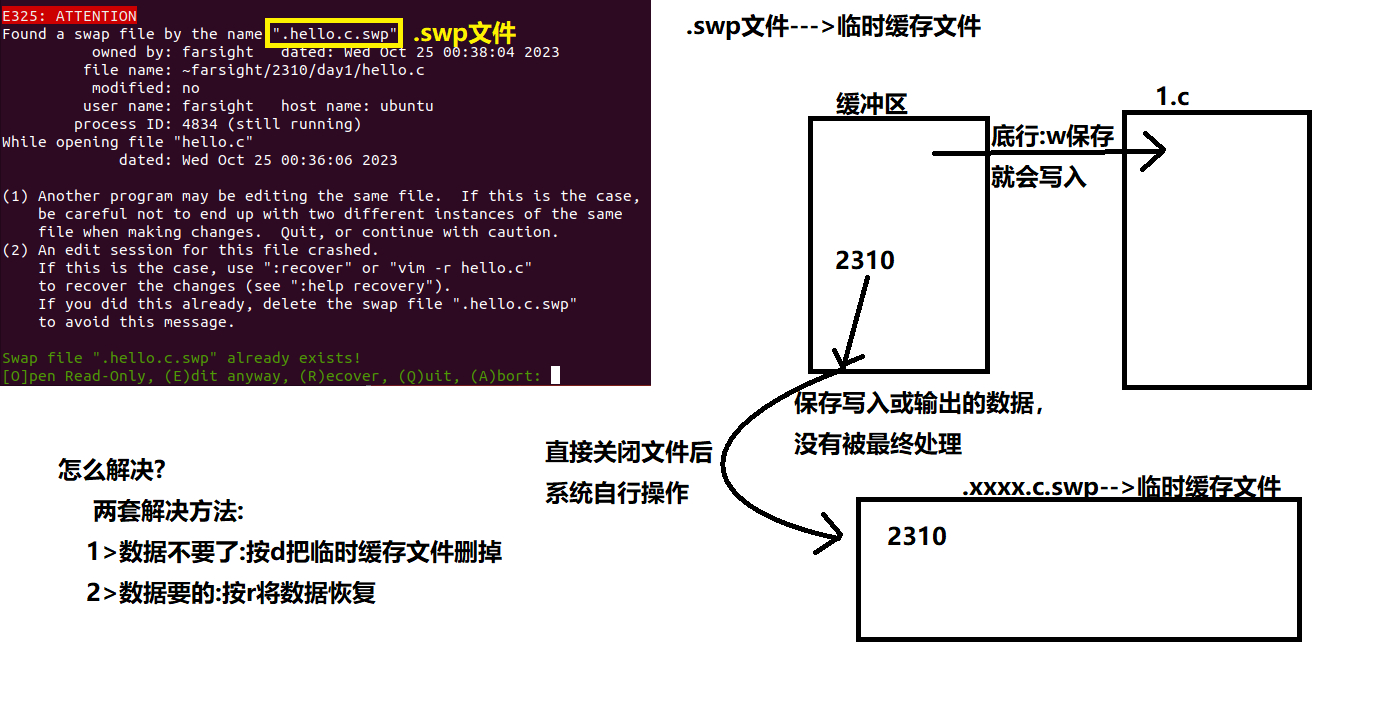 E325: ATTENTION
Found a swap file by the name ".hello.c.swp"
.swp文件
owned by: farsight   dated: Wed Oct 25 00:38:04 2023
file name: ~farsight/2310/day1/hello.c
modified: no
user name: farsight   host name: ubuntu
process ID: 4834 (still running)
While opening file "hello.c"
dated: Wed Oct 25 00:36:06 2023
(1) Another program may be editing the same file.  If this is the case,
be careful not to end up with two different instances of the same
file when making changes.  Quit, or continue with caution.
(2) An edit session for this file crashed.
If this is the case, use ":recover" or "vim -r hello.c"
to recover the changes (see ":help recovery").
If you did this already, delete the swap file ".hello.c.swp"
to avoid this message.
Swap file ".hello.c.swp" already exists!
[O]pen Read-Only, (E)dit anyway, (R)ecover, (Q)uit, (A)bort:
.swp文件--->临时缓存文件
缓冲区
1.c
底行:w保存
就会写入
2310
保存写入或输出的数据，
没有被最终处理
直接关闭文件后
系统自行操作
.xxxx.c.swp-->临时缓存文件
2310
怎么解决?
两套解决方法:
1>数据不要了:按d把临时缓存文件删掉
2>数据要的:按r将数据恢复